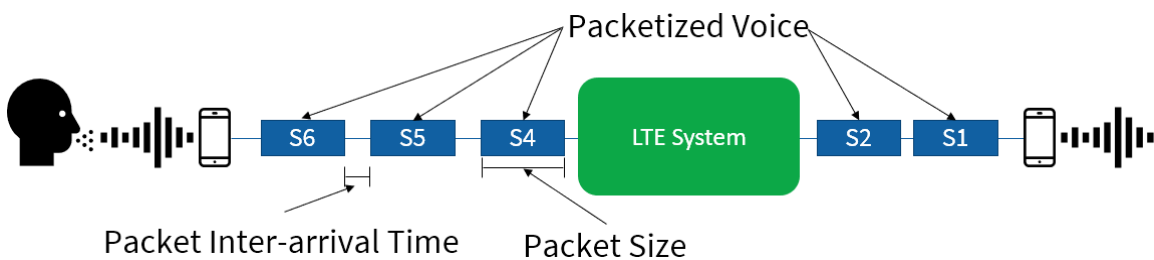 Packetized Voice
S6
S5
S4
LTE System
S2
S1
Packet Inter-arrival Time
Packet Size